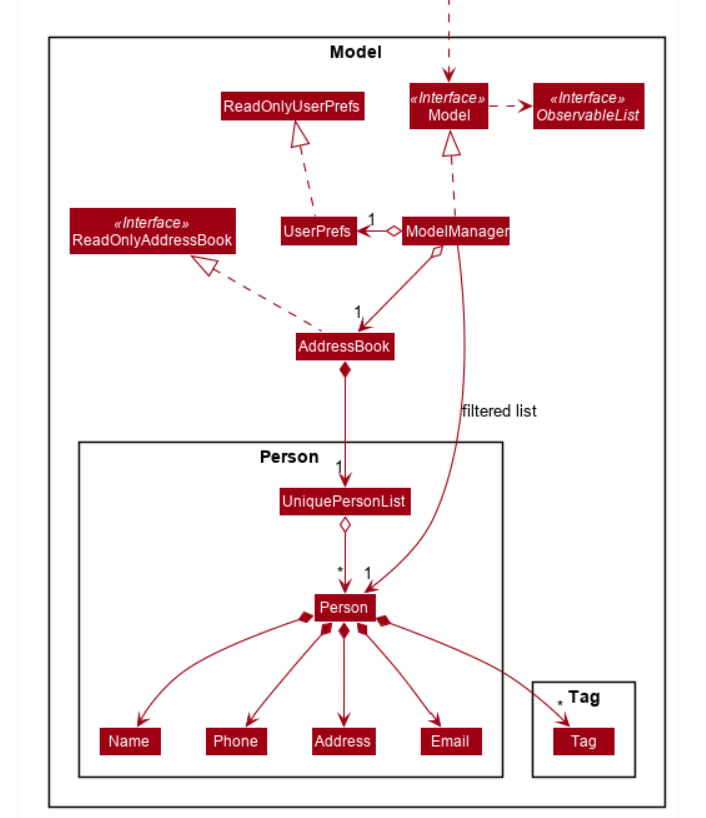 Model
«Interface»
Model
«Interface»
ObservableList
ReadOnlyUserPrefs
«Interface»
ReadOnlyAddressBook
UserPrefs
1
ModelManager
1
AddressBook
filtered list
Person
1
UniquePersonList
*
1
Person
Tag
*
Name
Phone
Address
Email
Tag